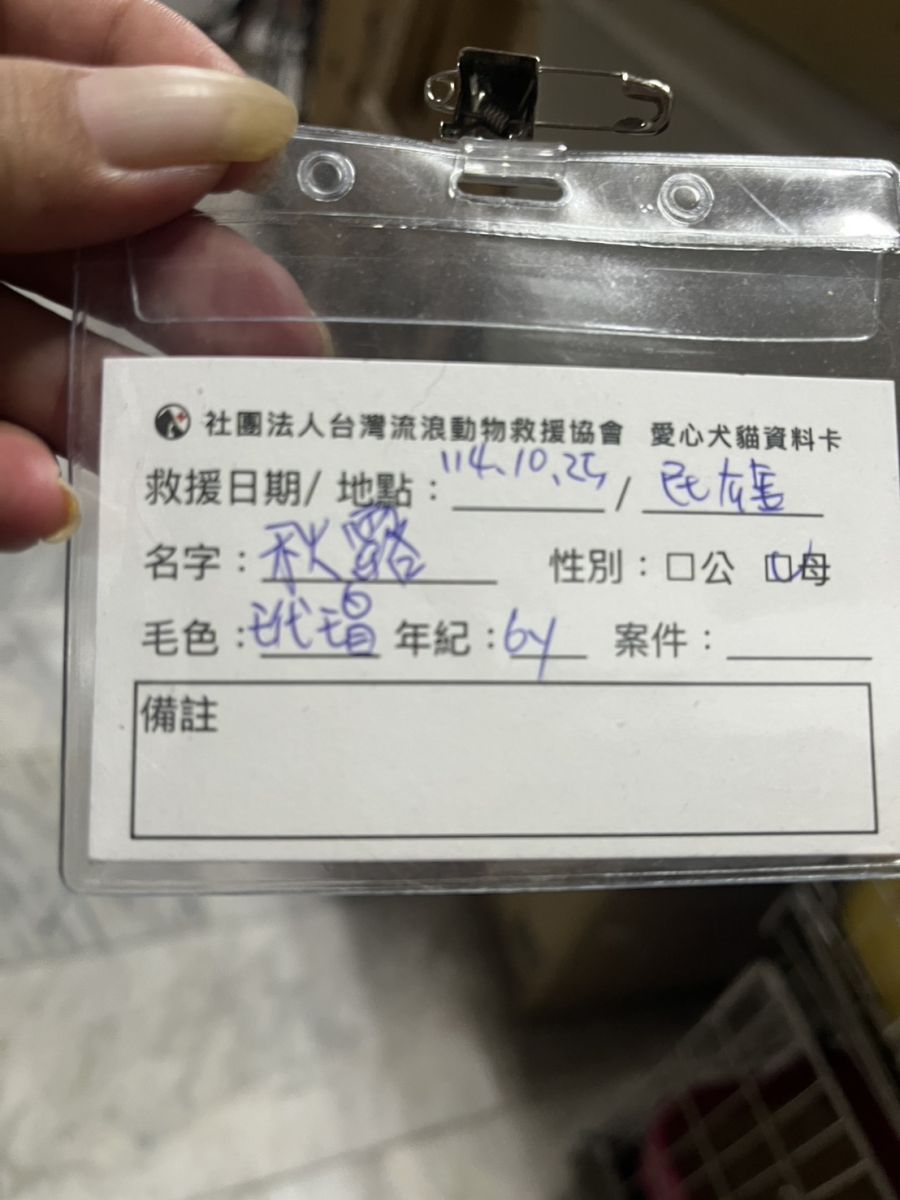 社團法人台灣流浪動物救援協會 愛心犬貓資料卡
救援日期/ 地點：114.10.25 / 民雄
名字：秋露 性別：□公 ☑母
毛色：玳瑁 年紀：6y 案件：
備註